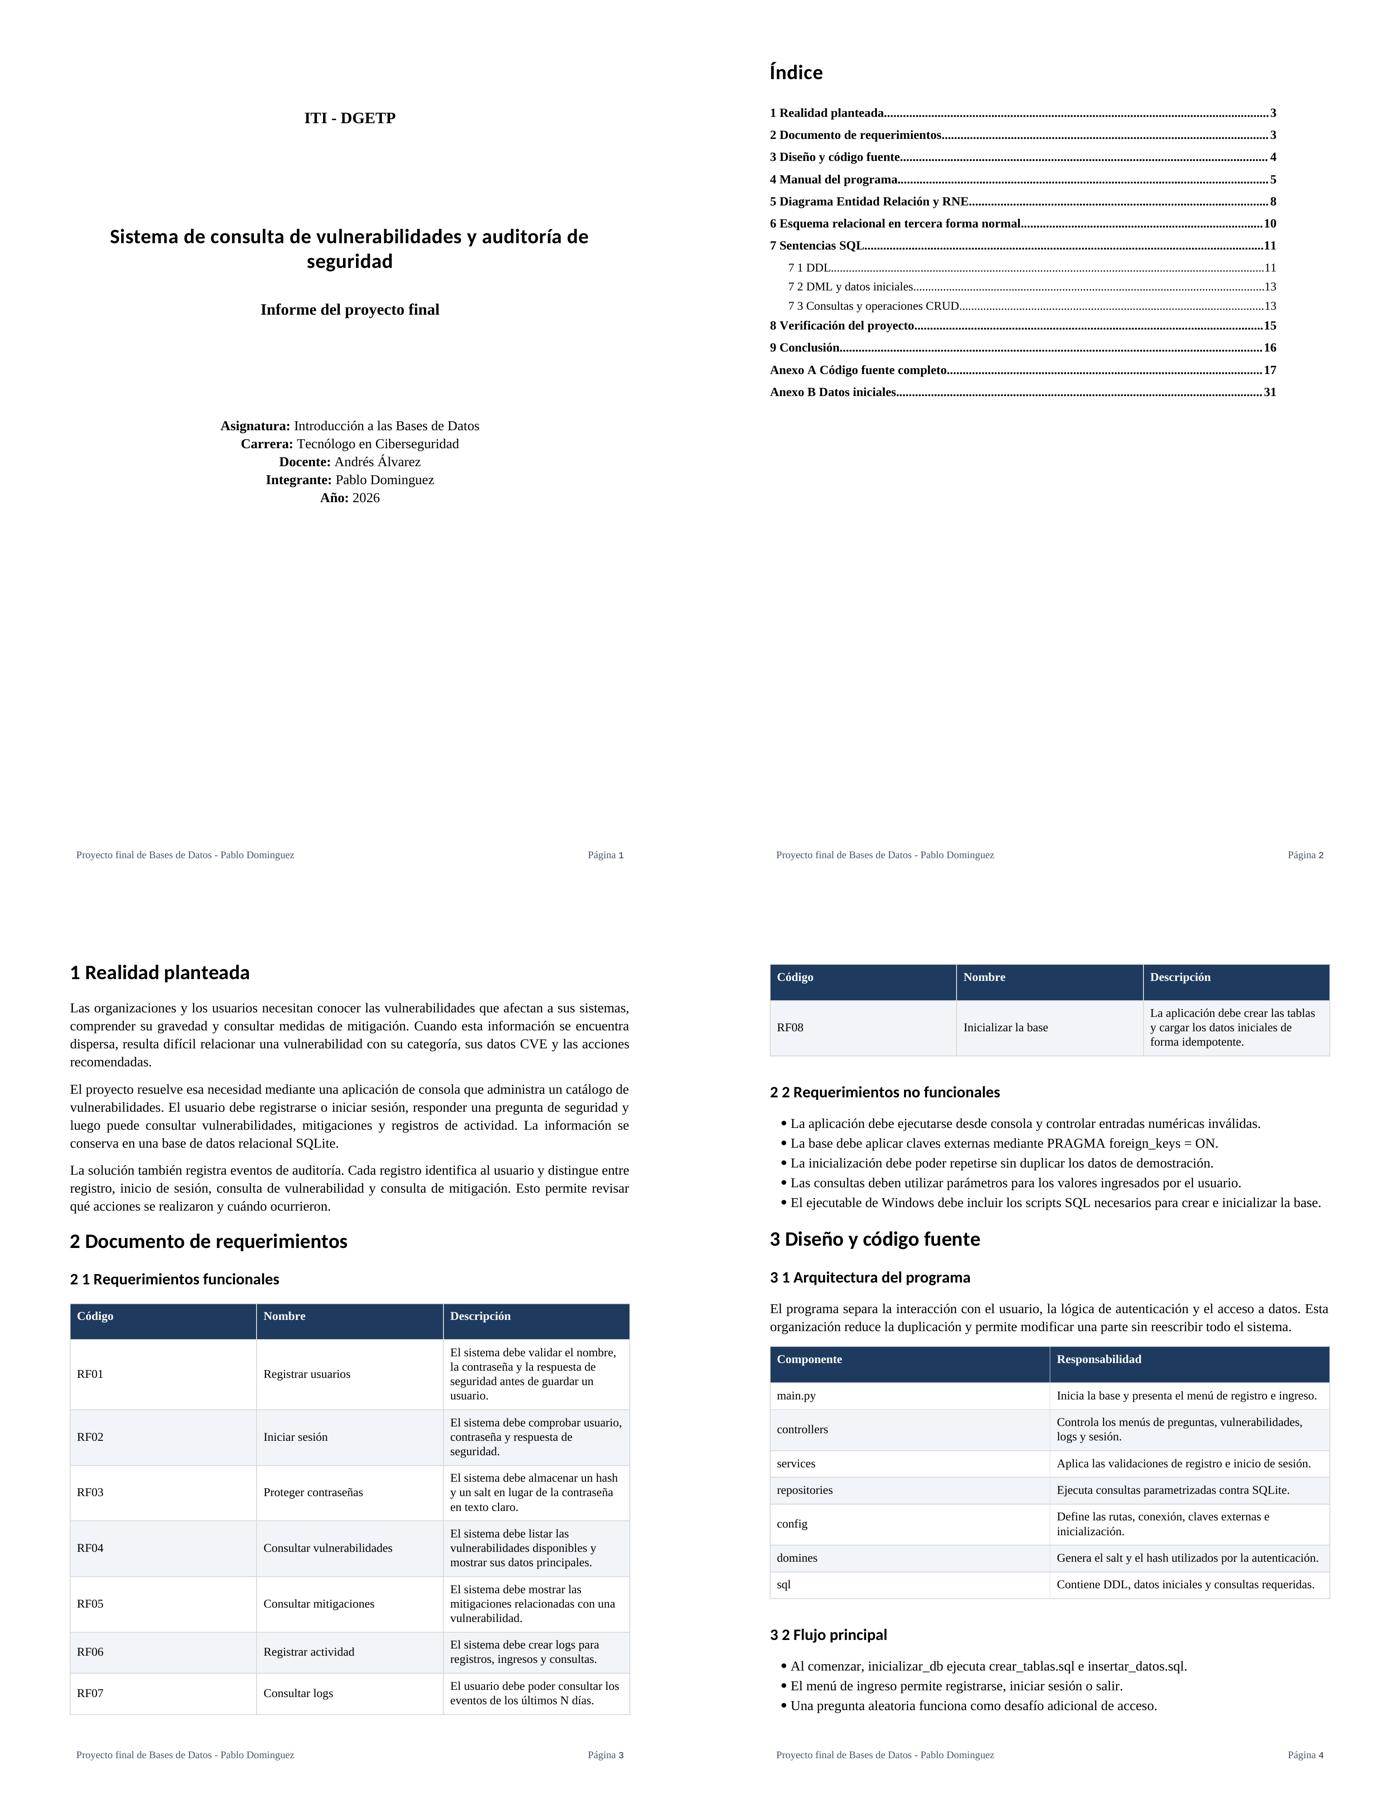 ITI - DGETP
Sistema de consulta de vulnerabilidades y auditoría de
seguridad
Informe del proyecto final
Asignatura: Introducción a las Bases de Datos
Carrera: Tecnólogo en Ciberseguridad
Docente: Andrés Álvarez
Integrante: Pablo Dominguez
Año: 2026
Proyecto final de Bases de Datos - Pablo Dominguez Página 1
Índice
1 Realidad planteada 3
2 Documento de requerimientos 3
3 Diseño y código fuente 4
4 Manual del programa 5
5 Diagrama Entidad Relación y RNE 8
6 Esquema relacional en tercera forma normal 10
7 Sentencias SQL 11
7 1 DDL 11
7 2 DML y datos iniciales 13
7 3 Consultas y operaciones CRUD 13
8 Verificación del proyecto 15
9 Conclusión 16
Anexo A Código fuente completo 17
Anexo B Datos iniciales 31
Proyecto final de Bases de Datos - Pablo Dominguez Página 2
1 Realidad planteada
Las organizaciones y los usuarios necesitan conocer las vulnerabilidades que afectan a sus sistemas,
comprender su gravedad y consultar medidas de mitigación. Cuando esta información se encuentra
dispersa, resulta difícil relacionar una vulnerabilidad con su categoría, sus datos CVE y las acciones
recomendadas.
El proyecto resuelve esa necesidad mediante una aplicación de consola que administra un catálogo de
vulnerabilidades. El usuario debe registrarse o iniciar sesión, responder una pregunta de seguridad y
luego puede consultar vulnerabilidades, mitigaciones y registros de actividad. La información se
conserva en una base de datos relacional SQLite.
La solución también registra eventos de auditoría. Cada registro identifica al usuario y distingue entre
registro, inicio de sesión, consulta de vulnerabilidad y consulta de mitigación. Esto permite revisar
qué acciones se realizaron y cuándo ocurrieron.
2 Documento de requerimientos
2 1 Requerimientos funcionales
Código Nombre Descripción
RF01 Registrar usuarios El sistema debe validar el nombre,
la contraseña y la respuesta de
seguridad antes de guardar un
usuario.
RF02 Iniciar sesión El sistema debe comprobar usuario,
contraseña y respuesta de
seguridad.
RF03 Proteger contraseñas El sistema debe almacenar un hash
y un salt en lugar de la contraseña
en texto claro.
RF04 Consultar vulnerabilidades El sistema debe listar las
vulnerabilidades disponibles y
mostrar sus datos principales.
RF05 Consultar mitigaciones El sistema debe mostrar las
mitigaciones relacionadas con una
vulnerabilidad.
RF06 Registrar actividad El sistema debe crear logs para
registros, ingresos y consultas.
RF07 Consultar logs El usuario debe poder consultar los
eventos de los últimos N días.
Proyecto final de Bases de Datos - Pablo Dominguez Página 3
Código Nombre Descripción
RF08 Inicializar la base La aplicación debe crear las tablas
y cargar los datos iniciales de
forma idempotente.
2 2 Requerimientos no funcionales
• La aplicación debe ejecutarse desde consola y controlar entradas numéricas inválidas.
• La base debe aplicar claves externas mediante PRAGMA foreign_keys = ON.
• La inicialización debe poder repetirse sin duplicar los datos de demostración.
• Las consultas deben utilizar parámetros para los valores ingresados por el usuario.
• El ejecutable de Windows debe incluir los scripts SQL necesarios para crear e inicializar la base.
3 Diseño y código fuente
3 1 Arquitectura del programa
El programa separa la interacción con el usuario, la lógica de autenticación y el acceso a datos. Esta
organización reduce la duplicación y permite modificar una parte sin reescribir todo el sistema.
Componente Responsabilidad
main.py Inicia la base y presenta el menú de registro e ingreso.
controllers Controla los menús de preguntas, vulnerabilidades,
logs y sesión.
services Aplica las validaciones de registro e inicio de sesión.
repositories Ejecuta consultas parametrizadas contra SQLite.
config Define las rutas, conexión, claves externas e
inicialización.
domines Genera el salt y el hash utilizados por la autenticación.
sql Contiene DDL, datos iniciales y consultas requeridas.
3 2 Flujo principal
• Al comenzar, inicializar_db ejecuta crear_tablas.sql e insertar_datos.sql.
• El menú de ingreso permite registrarse, iniciar sesión o salir.
• Una pregunta aleatoria funciona como desafío adicional de acceso.
Proyecto final de Bases de Datos - Pablo Dominguez Página 4